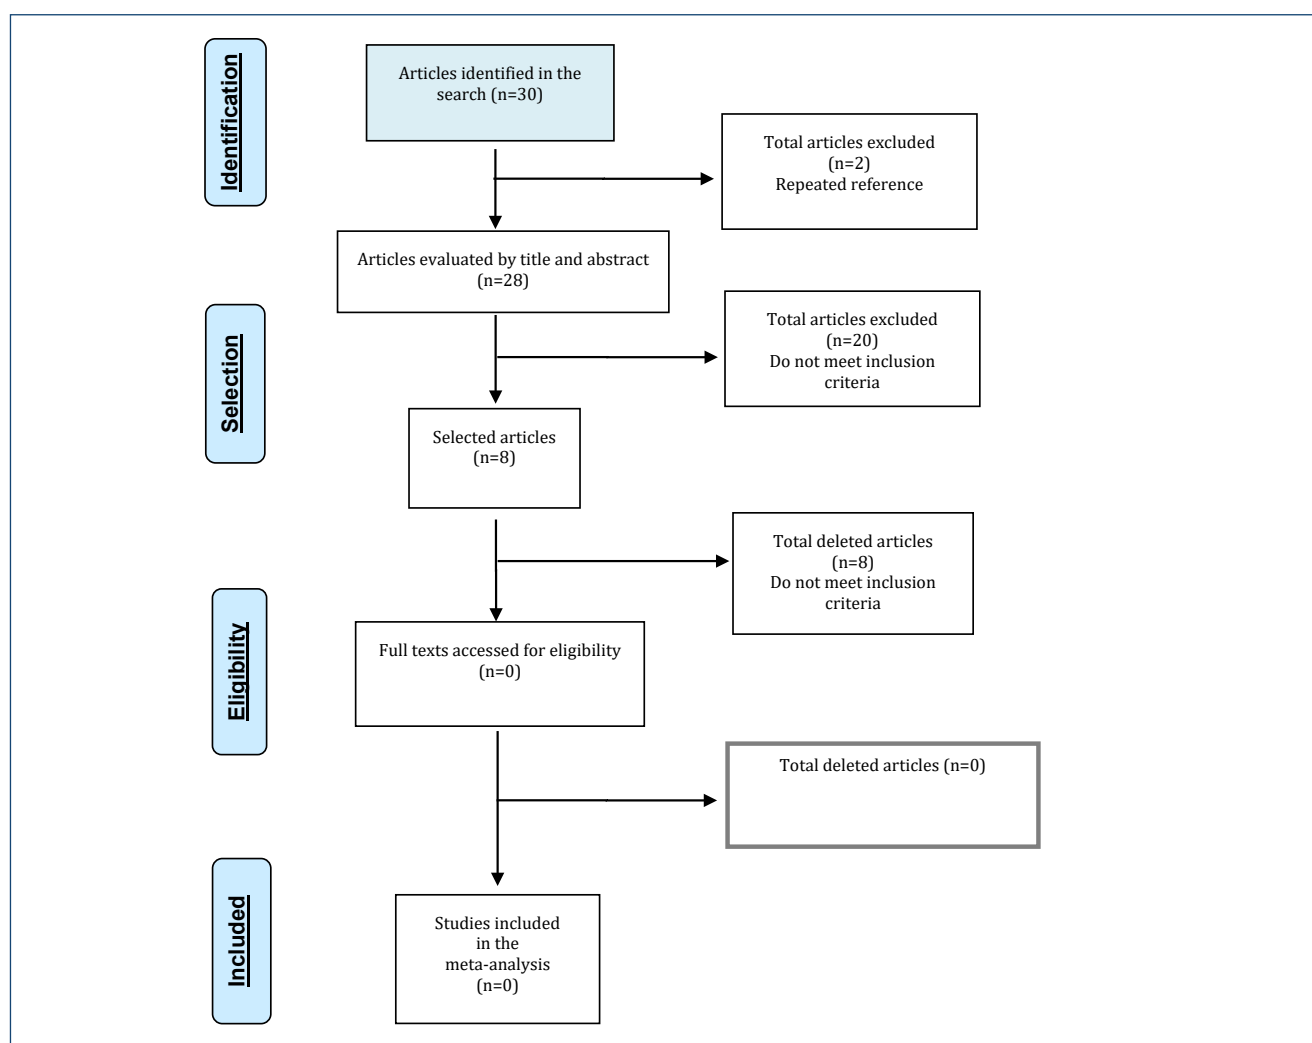 Identification
Articles identified in the
search (n=30)
Total articles excluded
(n=2)
Repeated reference
Articles evaluated by title and abstract
(n=28)
Selection
Total articles excluded
(n=20)
Do not meet inclusion
criteria
Selected articles
(n=8)
Total deleted articles
(n=8)
Do not meet inclusion
criteria
Eligibility
Full texts accessed for eligibility
(n=0)
Total deleted articles (n=0)
Included
Studies included
in the
meta-analysis
(n=0)